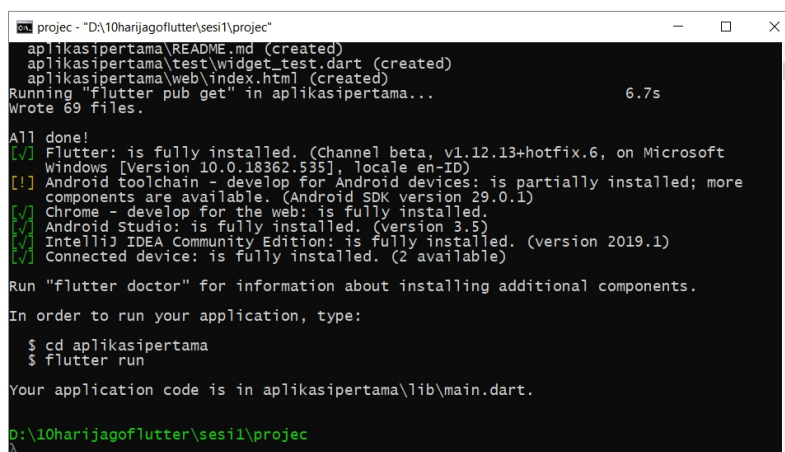 projec - "D:\10harijagoflutter\sesi1\projec"
aplikasipertama\README.md (created)
aplikasipertama\test\widget_test.dart (created)
aplikasipertama\web\index.html (created)
Running "flutter pub get" in aplikasipertama... 6.7s
Wrote 69 files.
All done!
[√] Flutter: is fully installed. (Channel beta, v1.12.13+hotfix.6, on Microsoft
Windows [Version 10.0.18362.535], locale en-ID)
[!] Android toolchain - develop for Android devices: is partially installed; more
components are available. (Android SDK version 29.0.1)
[√] Chrome - develop for the web: is fully installed.
[√] Android Studio: is fully installed. (version 3.5)
[√] IntelliJ IDEA Community Edition: is fully installed. (version 2019.1)
[√] Connected device: is fully installed. (2 available)
Run "flutter doctor" for information about installing additional components.
In order to run your application, type:
$ cd aplikasipertama
$ flutter run
Your application code is in aplikasipertama\lib\main.dart.
D:\10harijagoflutter\sesi1\projec
λ